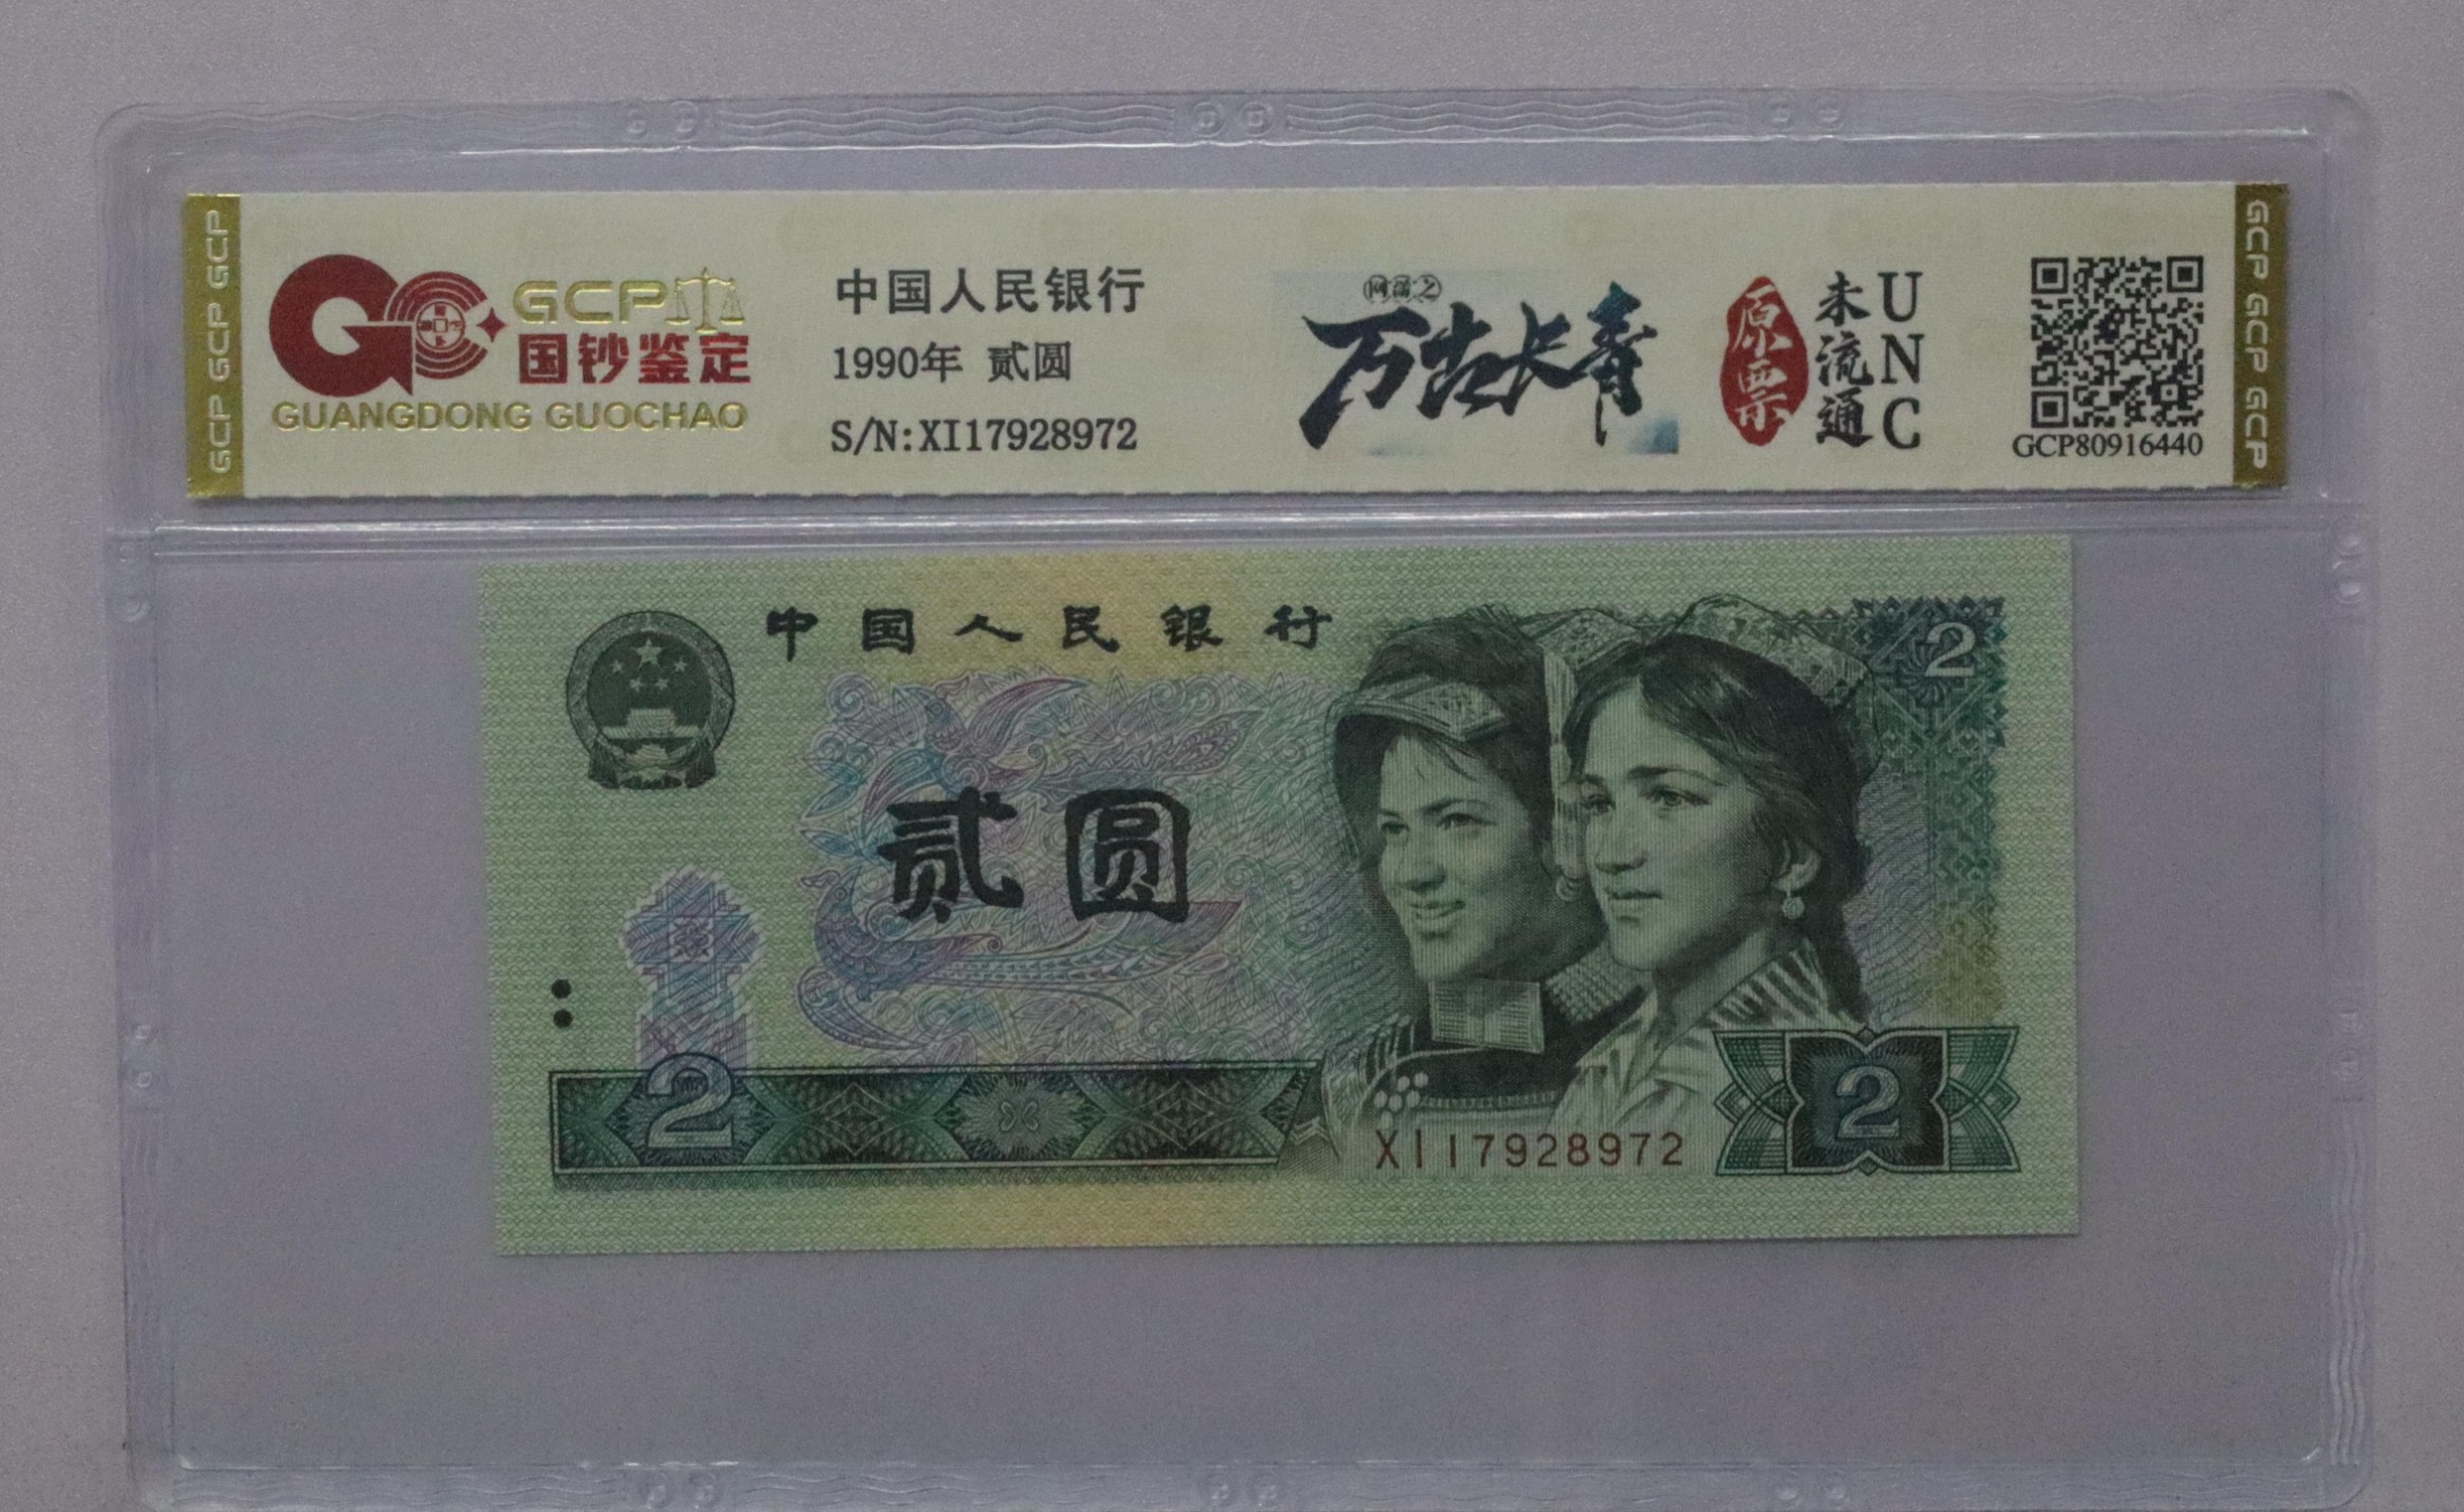 GCP GCP GCP
GCP
国钞鉴定
GUANGDONG GUOCHAO
中国人民银行
1990年 贰圆
S/N:XI17928972
万古长青
原票
未流通
UNC
GCP80916440
GCP GCP GCP
中国人民银行
2
贰圆
2
2
XI17928972